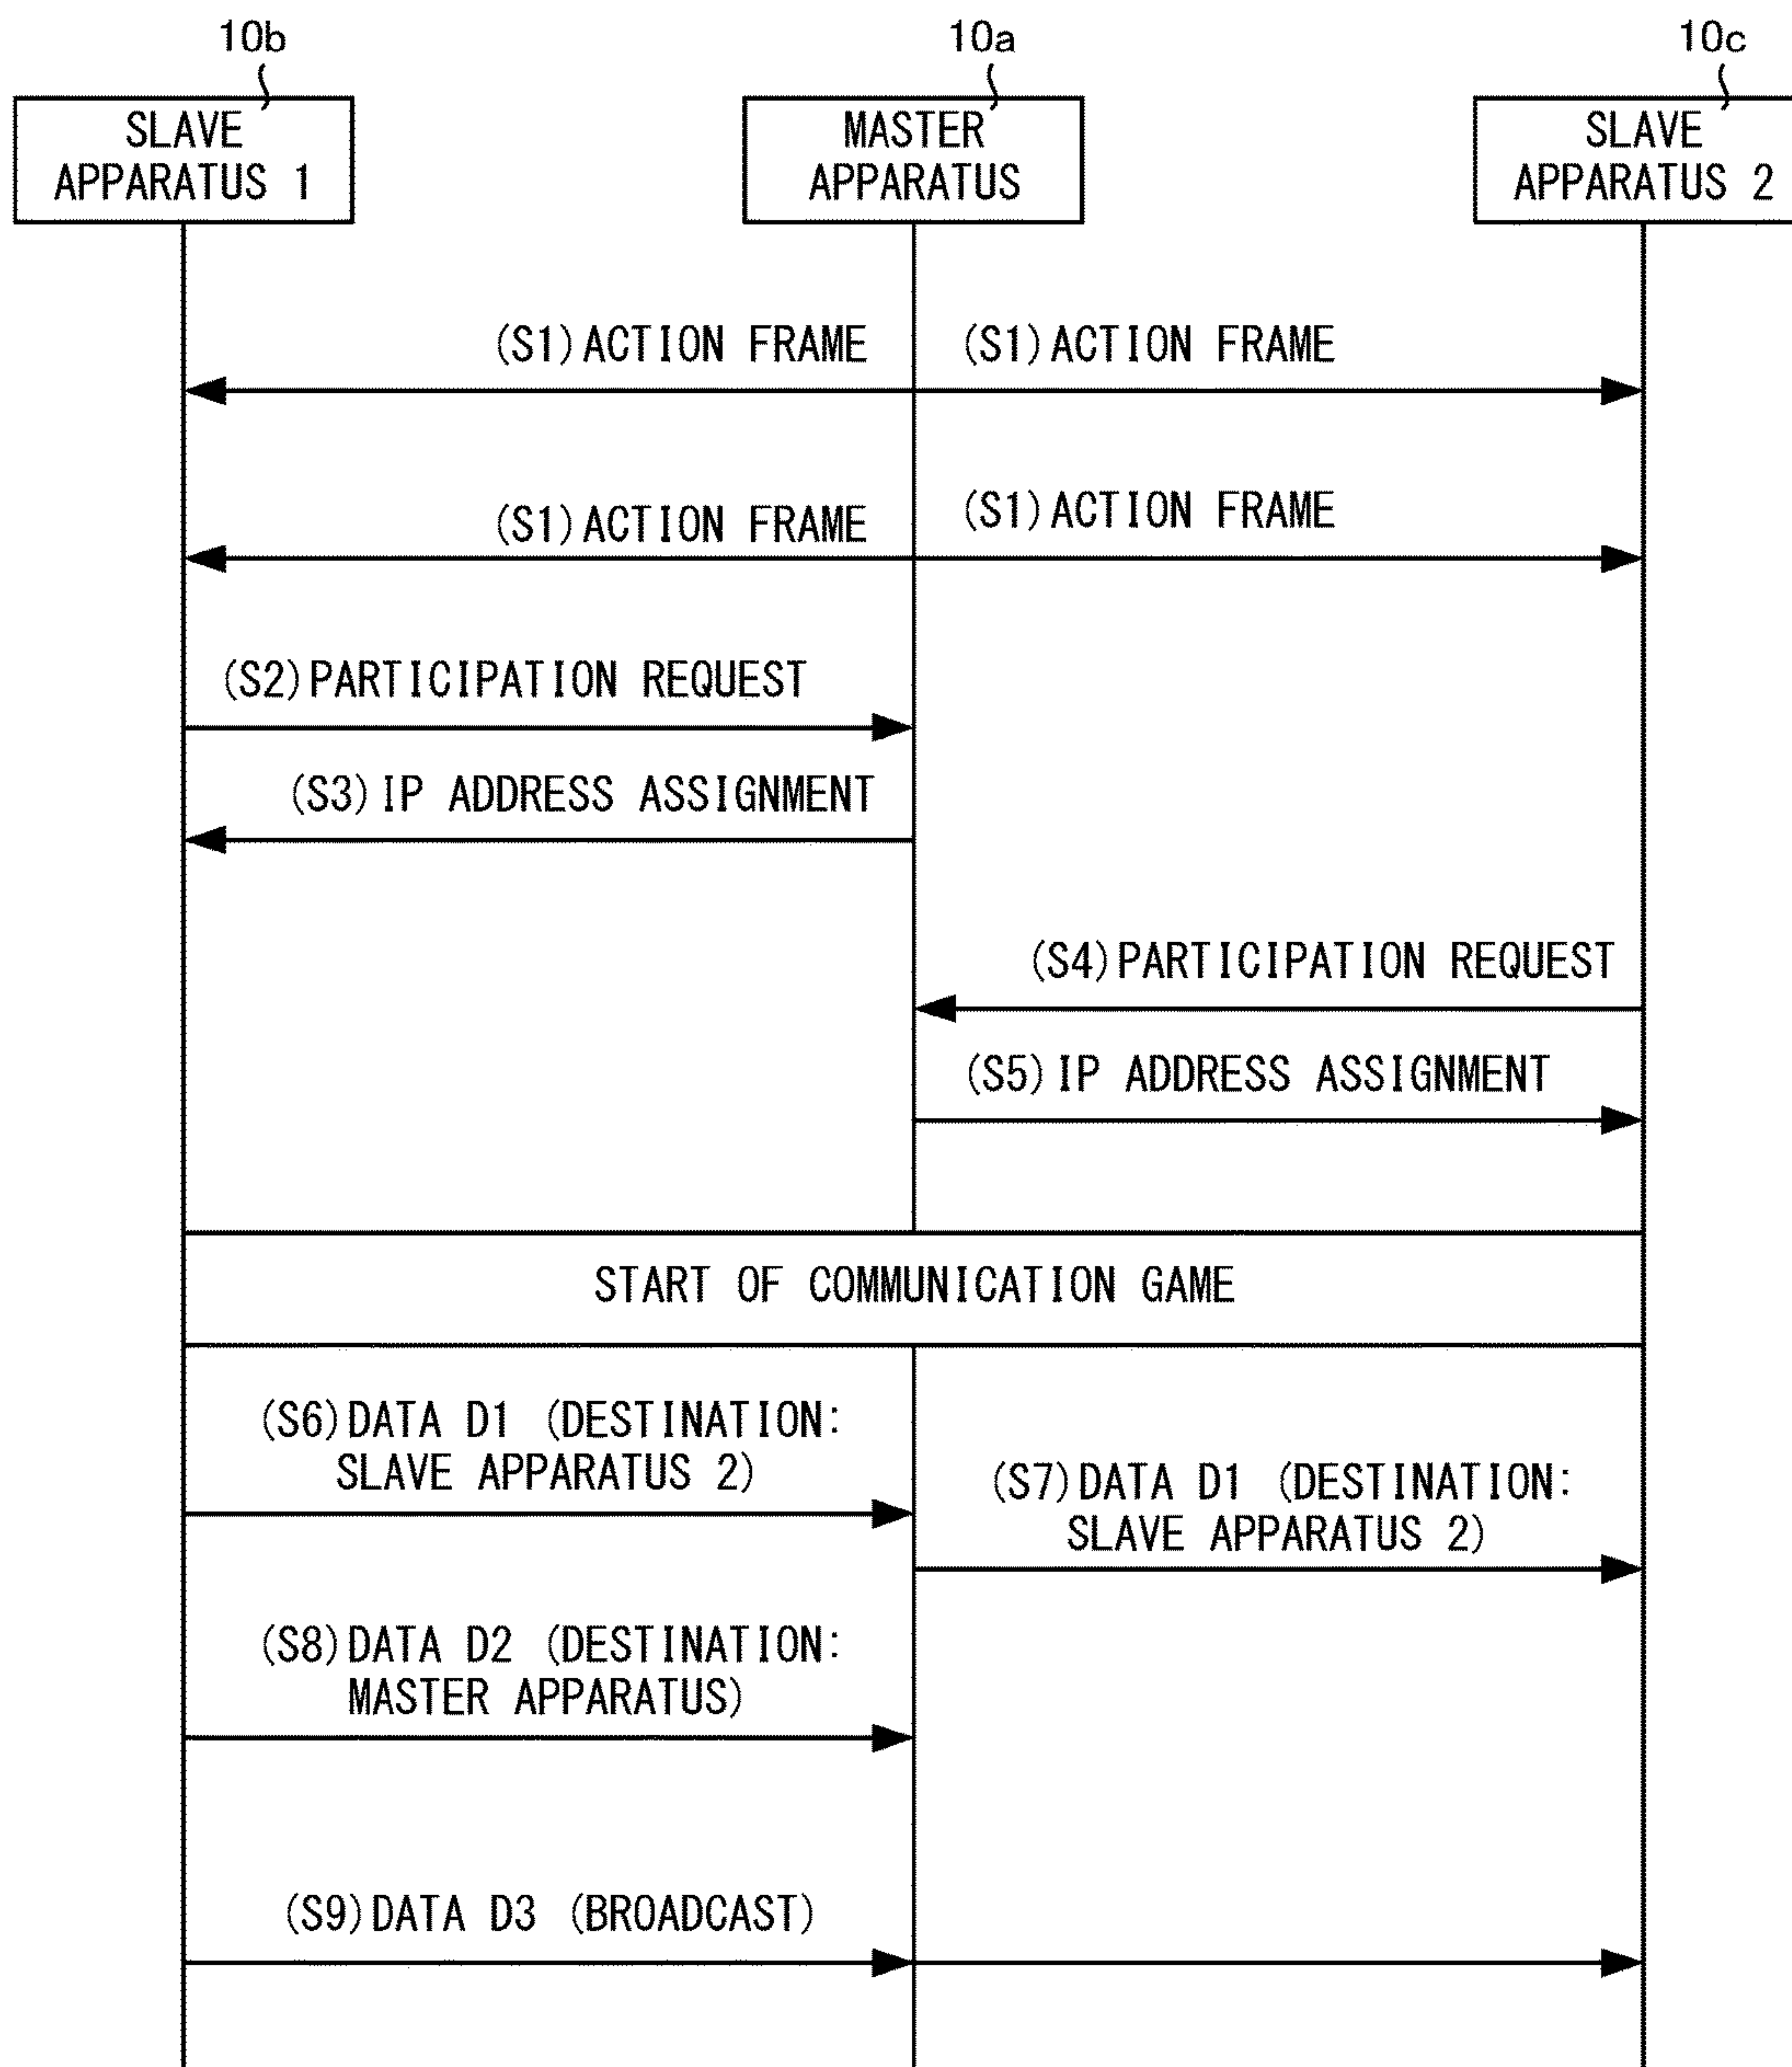 10b
10a
10c
SLAVE
APPARATUS 1
MASTER
APPARATUS
SLAVE
APPARATUS 2
(S1)ACTION FRAME
(S1)ACTION FRAME
(S1)ACTION FRAME
(S1)ACTION FRAME
(S2)PARTICIPATION REQUEST
(S3)IP ADDRESS ASSIGNMENT
(S4)PARTICIPATION REQUEST
(S5)IP ADDRESS ASSIGNMENT
START OF COMMUNICATION GAME
(S6)DATA D1 (DESTINATION:
SLAVE APPARATUS 2)
(S7)DATA D1 (DESTINATION:
SLAVE APPARATUS 2)
(S8)DATA D2 (DESTINATION:
MASTER APPARATUS)
(S9)DATA D3 (BROADCAST)